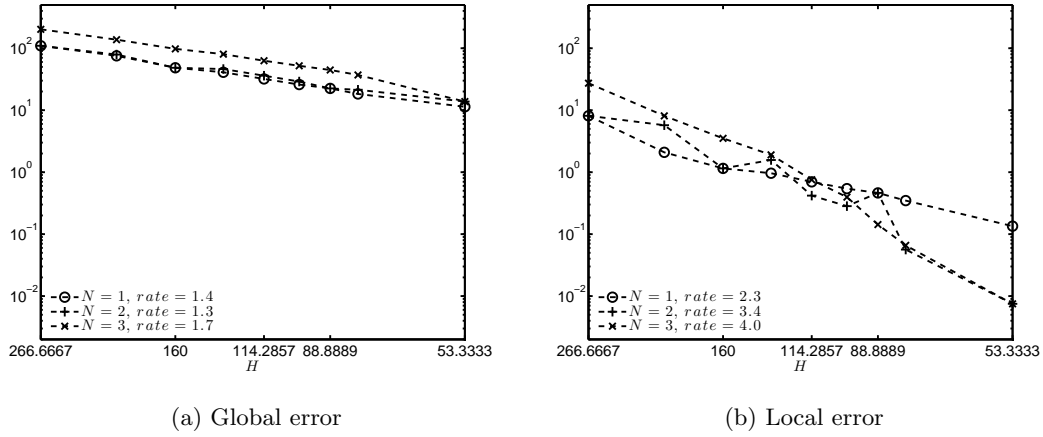 10^2
10^1
10^0
10^-1
10^-2
N = 1, rate = 1.4
N = 2, rate = 1.3
N = 3, rate = 1.7
266.6667 160 114.2857 88.8889 53.3333
H
(a) Global error
10^2
10^1
10^0
10^-1
10^-2
N = 1, rate = 2.3
N = 2, rate = 3.4
N = 3, rate = 4.0
266.6667 160 114.2857 88.8889 53.3333
H
(b) Local error